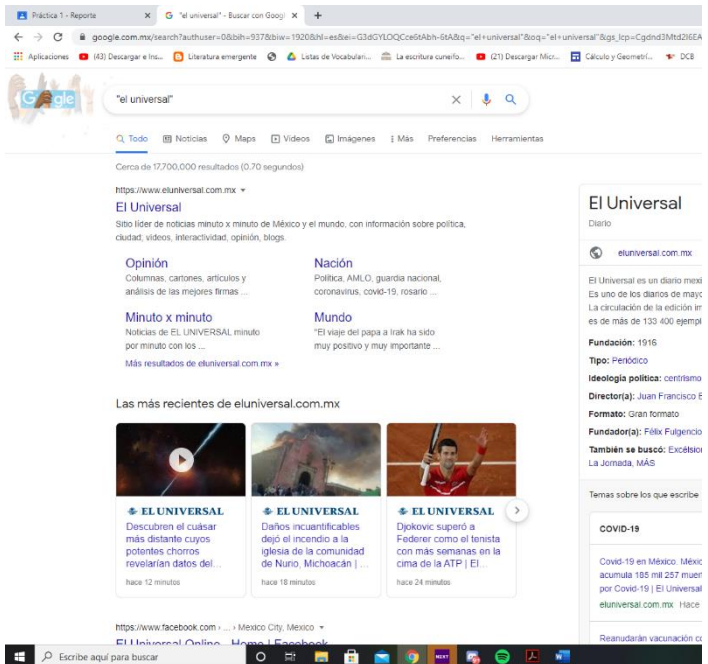 Práctica 1 - Reporte
"el universal" - Buscar con Googl
google.com.mx/search?authuser=0&bih=937&biw=1920&hl=es&ei=G3dGYLOQCce6tAbh-6tA&q="el+universal"&oq="el+universal"&gs_lcp=Cgdnd3Mtd2l6EA
Aplicaciones
(43) Descargar e Ins...
Literatura emergente
Listas de Vocabulari...
La escritura cuneifo...
(21) Descargar Micr...
Cálculo y Geometrí...
DCB
Google
"el universal"
Todo
Noticias
Maps
Videos
Imágenes
Más
Preferencias
Herramientas
Cerca de 17,700,000 resultados (0.70 segundos)
https://www.eluniversal.com.mx
El Universal
Sitio líder de noticias minuto x minuto de México y el mundo, con información sobre política,
ciudad, videos, interactividad, opinión, blogs.
Opinión
Columnas, cartones, artículos y
análisis de las mejores firmas ...
Nación
Política, AMLO, guardia nacional,
coronavirus, covid-19, rosario ...
Minuto x minuto
Noticias de EL UNIVERSAL minuto
por minuto con los ...
Mundo
"El viaje del papa a Irak ha sido
muy positivo y muy importante ...
Más resultados de eluniversal.com.mx »
Las más recientes de eluniversal.com.mx
EL UNIVERSAL
Descubren el cuásar
más distante cuyos
potentes chorros
revelarían datos del...
hace 12 minutos
EL UNIVERSAL
Daños incuantificables
dejó el incendio a la
iglesia de la comunidad
de Nurio, Michoacán | ...
hace 18 minutos
EL UNIVERSAL
Djokovic superó a
Federer como el tenista
con más semanas en la
cima de la ATP | El...
hace 24 minutos
https://www.facebook.com › ... › Mexico City, Mexico
El Universal Online - Home | Facebook
El Universal
Diario
eluniversal.com.mx
El Universal es un diario mexi
Es uno de los diarios de mayo
La circulación de la edición im
es de más de 133 400 ejempl
Fundación: 1916
Tipo: Periódico
Ideología política: centrismo
Director(a): Juan Francisco E
Formato: Gran formato
Fundador(a): Félix Fulgencio
También se buscó: Excélsior
La Jornada, MÁS
Temas sobre los que escribe
COVID-19
Covid-19 en México. Méxic
acumula 185 mil 257 muer
por Covid-19 | El Universal
eluniversal.com.mx Hace
Reanudarán vacunación co
Escribe aquí para buscar
NEXT